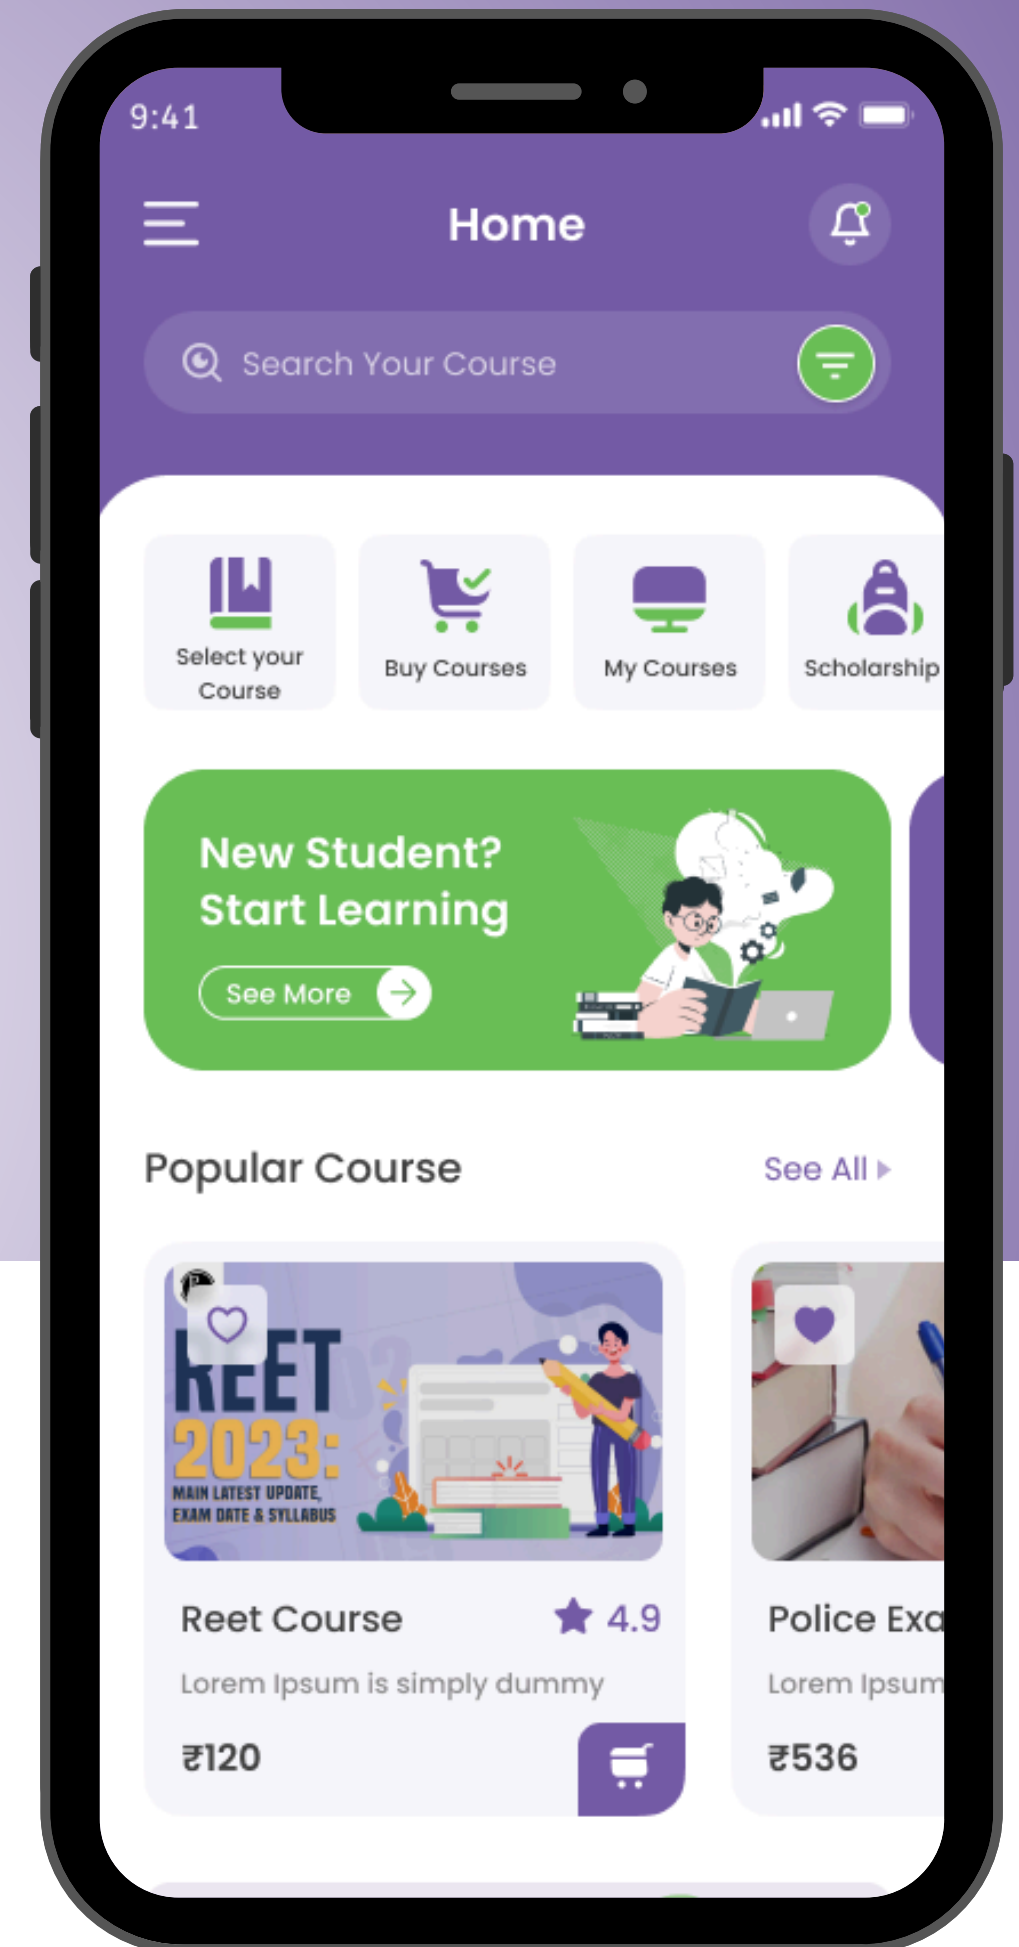 9:41
Home
Search Your Course
Select your
Course
Buy Courses
My Courses
Scholarship
New Student?
Start Learning
See More
Popular Course
See All
REET
2023:
MAIN LATEST UPDATE,
EXAM DATE & SYLLABUS
Reet Course
4.9
Lorem Ipsum is simply dummy
₹120
Police Exa
Lorem Ipsum
₹536